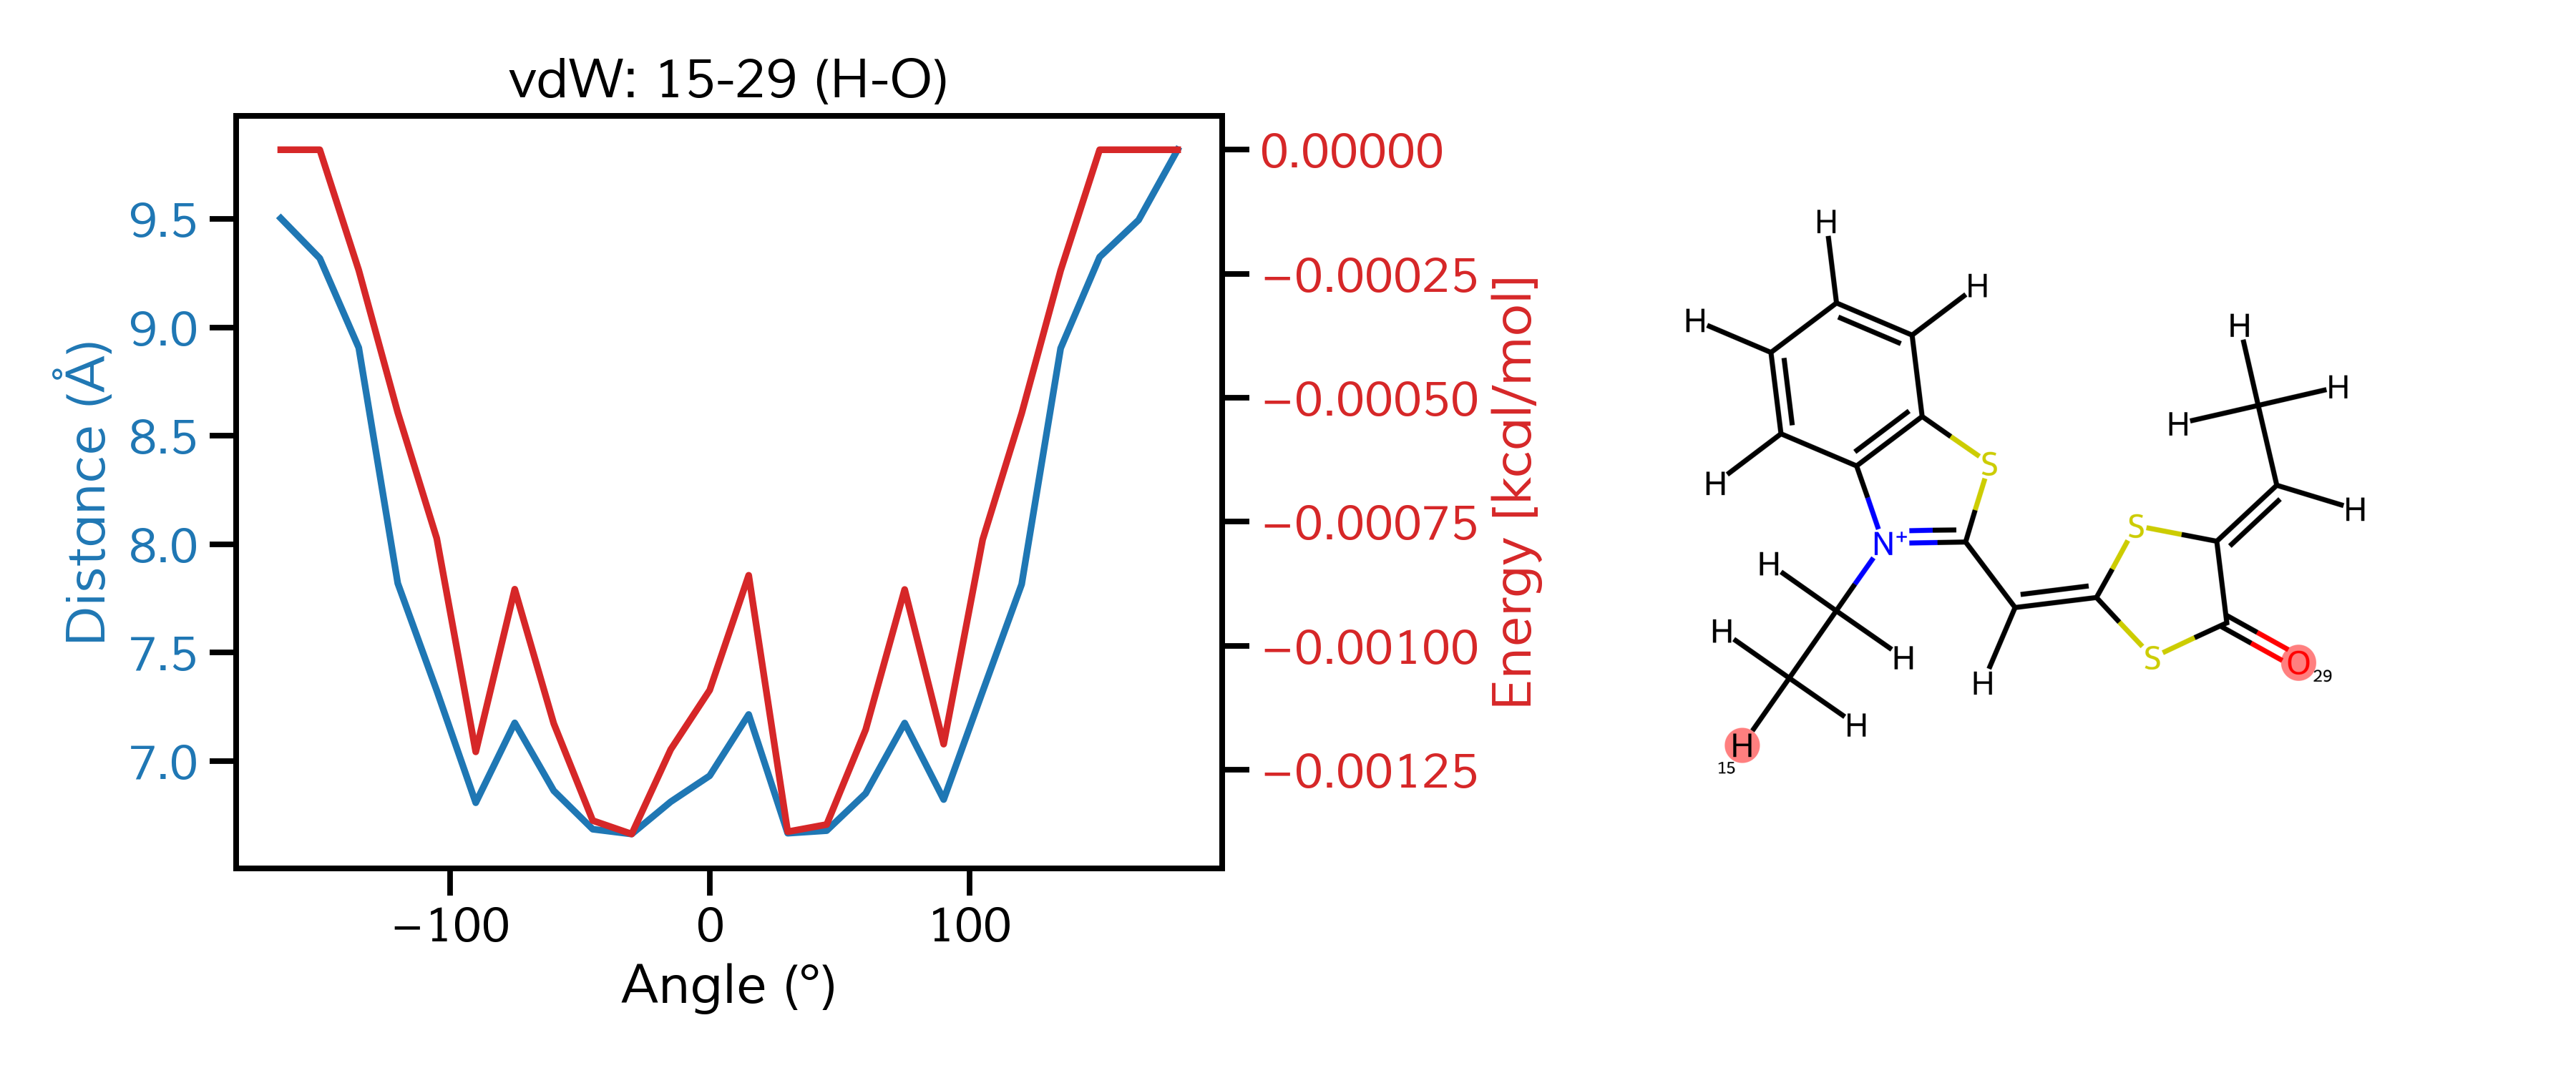 vdW: 15-29 (H-O)
Distance (Å)
9.5
9.0
8.5
8.0
7.5
7.0
−100
0
100
Angle (°)
0.00000
−0.00025
−0.00050
−0.00075
−0.00100
−0.00125
Energy [kcal/mol]
H
H
H
H
H
H
S
H
H
S
N+
H
H
H
S
O 29
H
H
H
H 15